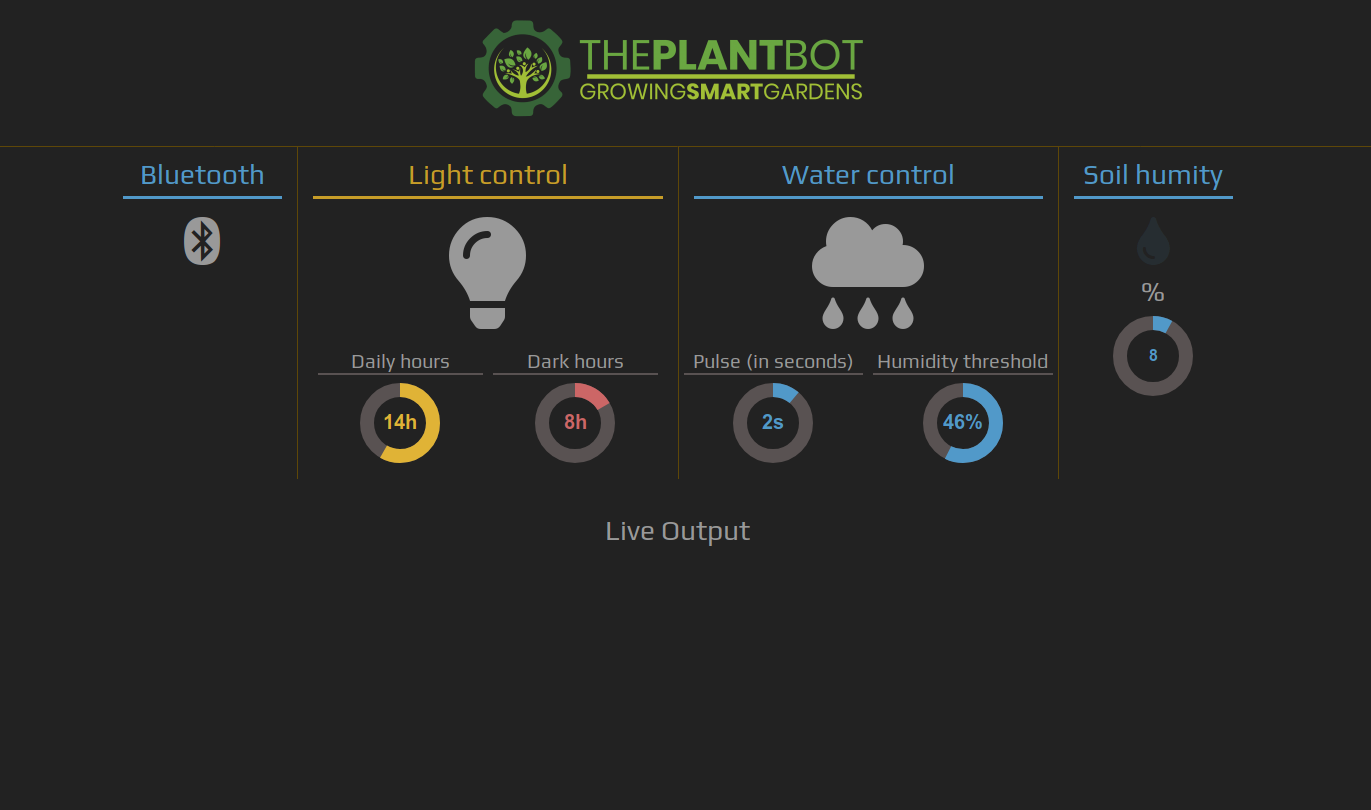 THEPLANTBOT
GROWINGSMARTGARDENS
Bluetooth
Light control
Water control
Soil humity
%
Daily hours
Dark hours
Pulse (in seconds)
Humidity threshold
8
14h
8h
2s
46%
Live Output